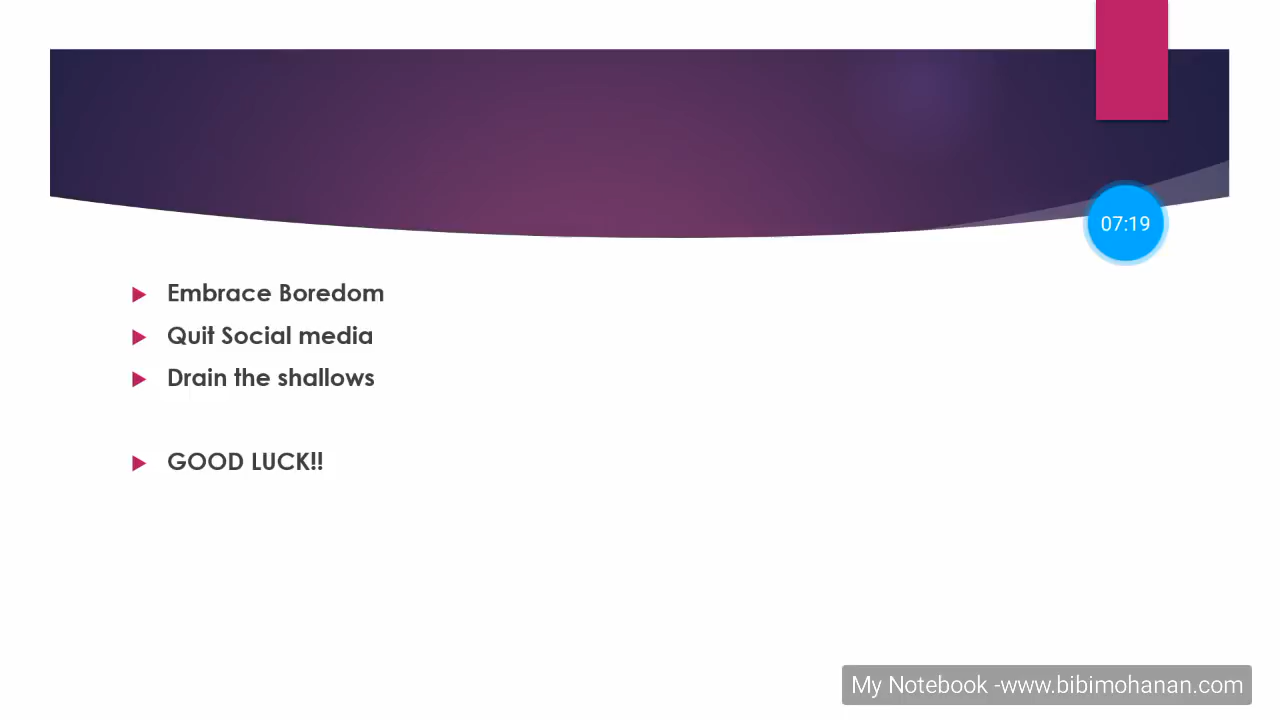 07:19
Embrace Boredom
Quit Social media
Drain the shallows
GOOD LUCK!!
My Notebook -www.bibimohanan.com